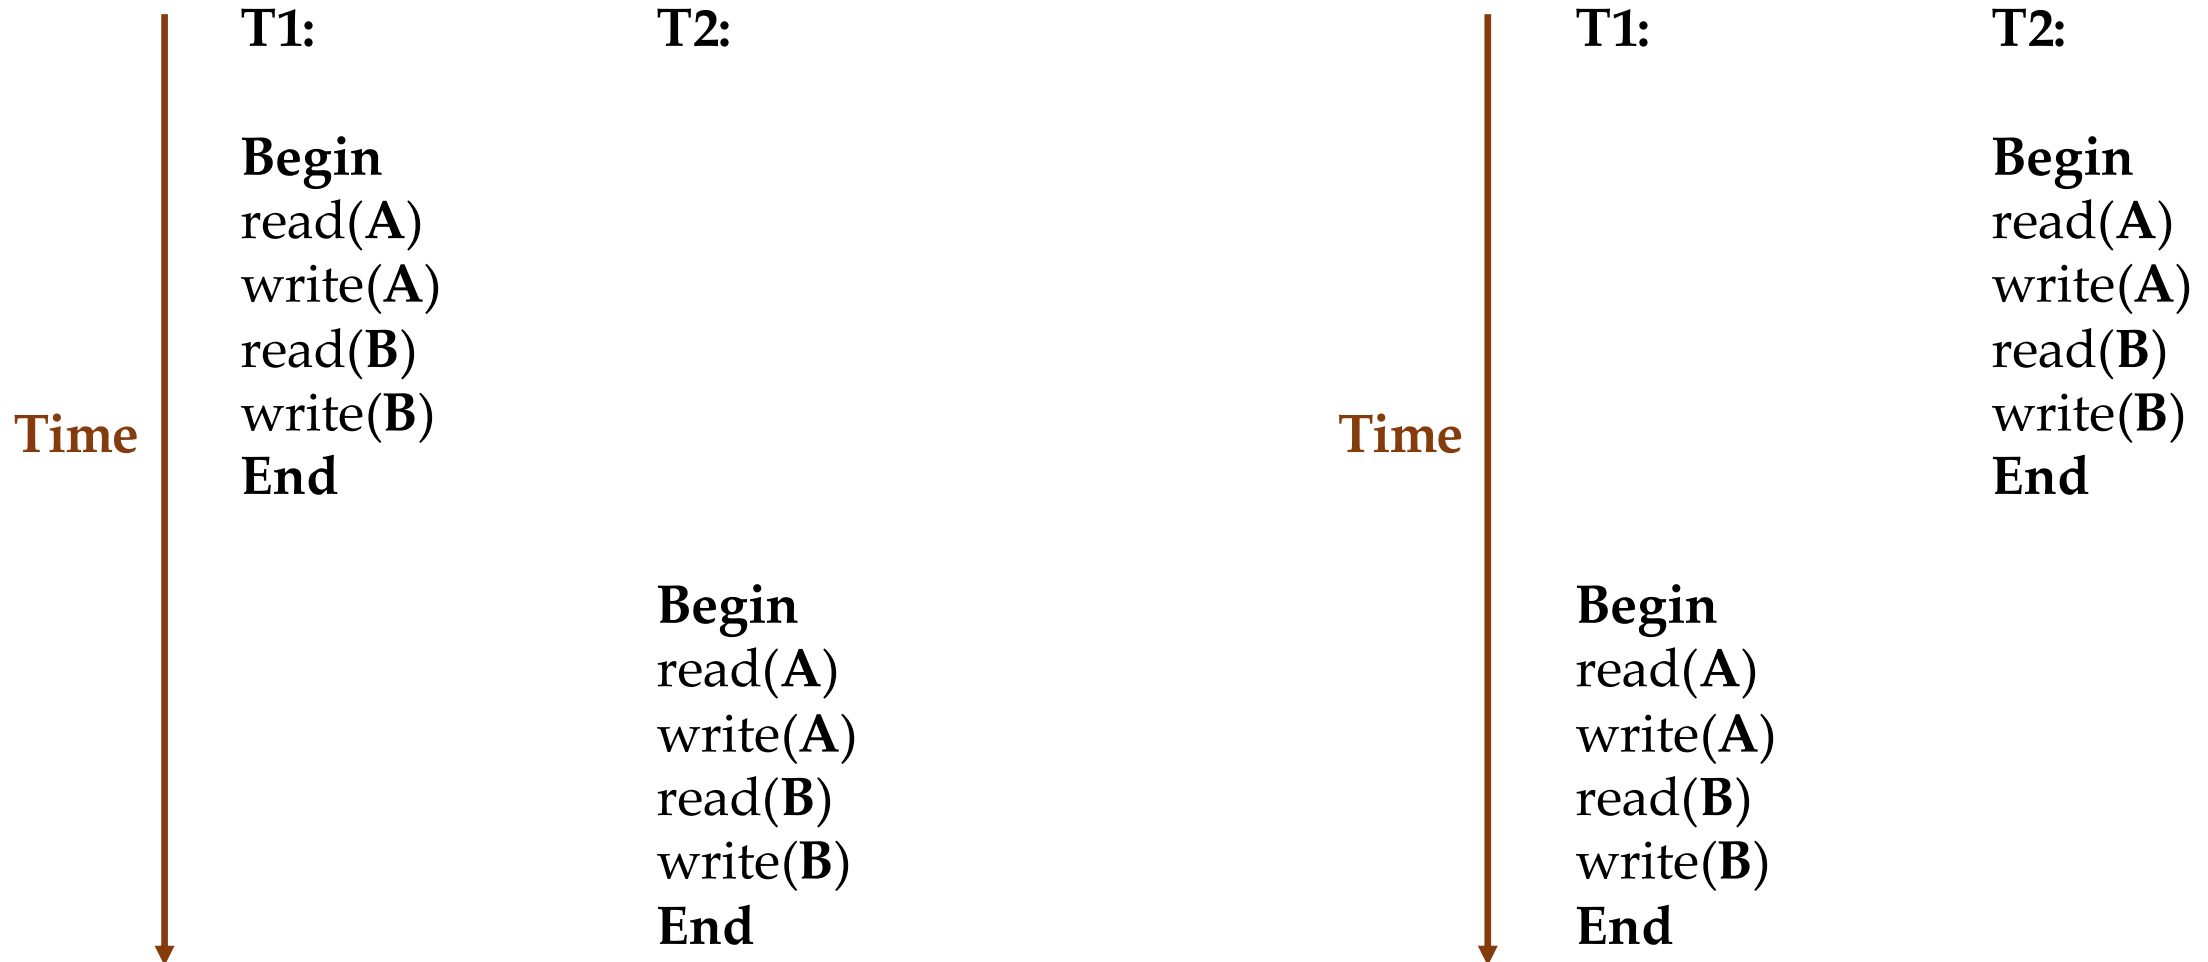 T1: T2:
Begin
read(A)
write(A)
read(B)
write(B)
End
Begin
read(A)
write(A)
read(B)
write(B)
End
Time
T1: T2:
Begin
read(A)
write(A)
read(B)
write(B)
End
Begin
read(A)
write(A)
read(B)
write(B)
End
Time